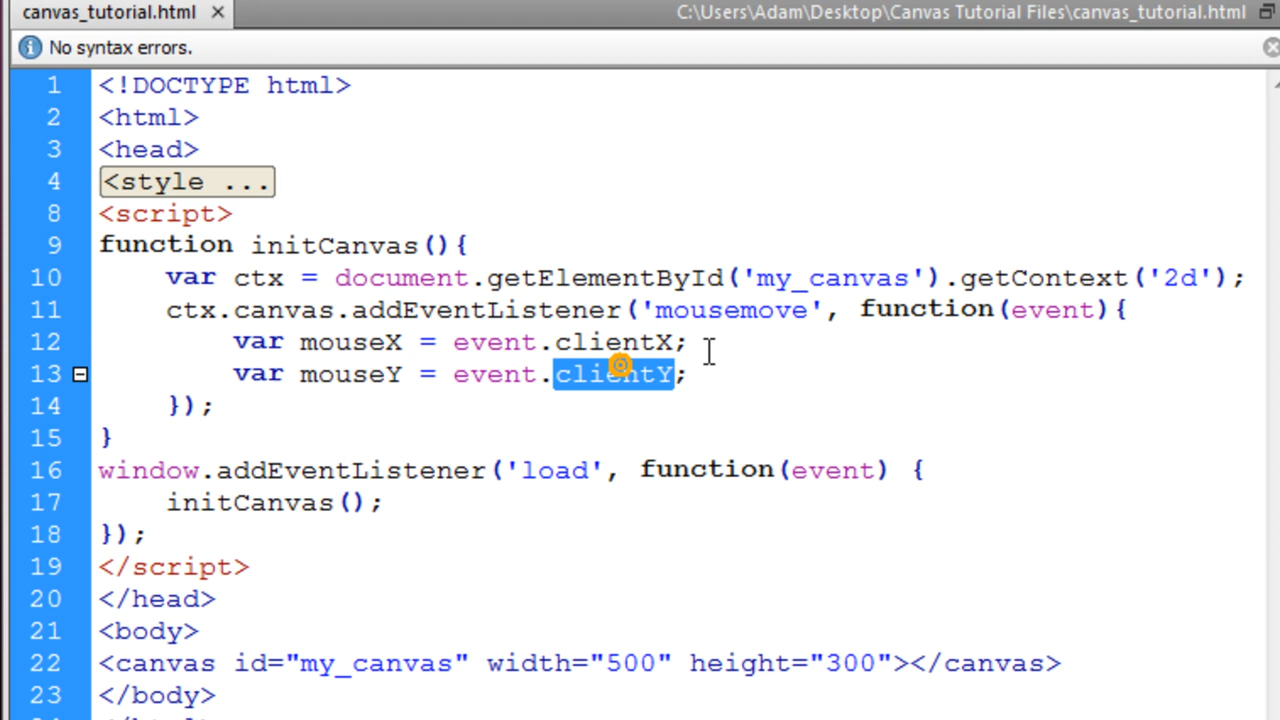 canvas_tutorial.html
C:\Users\Adam\Desktop\Canvas Tutorial Files\canvas_tutorial.html
No syntax errors.
1 <!DOCTYPE html>
2 <html>
3 <head>
4 <style ...
8 <script>
9 function initCanvas(){
10 var ctx = document.getElementById('my_canvas').getContext('2d');
11 ctx.canvas.addEventListener('mousemove', function(event){
12 var mouseX = event.clientX;
13 var mouseY = event.clientY;
14 });
15 }
16 window.addEventListener('load', function(event) {
17 initCanvas();
18 });
19 </script>
20 </head>
21 <body>
22 <canvas id="my_canvas" width="500" height="300"></canvas>
23 </body>